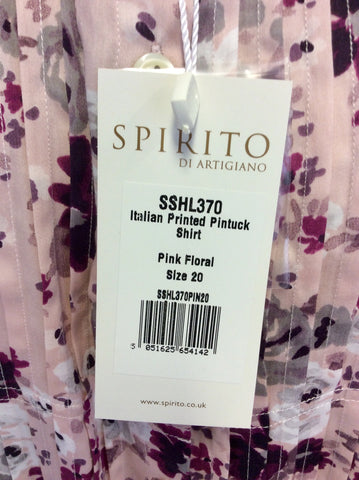 SPIRITO
DI ARTIGIANO
SSHL370
Italian Printed Pintuck
Shirt
Pink Floral
Size 20
SSHL370PIN20
5 051625 654142
www.spirito.co.uk